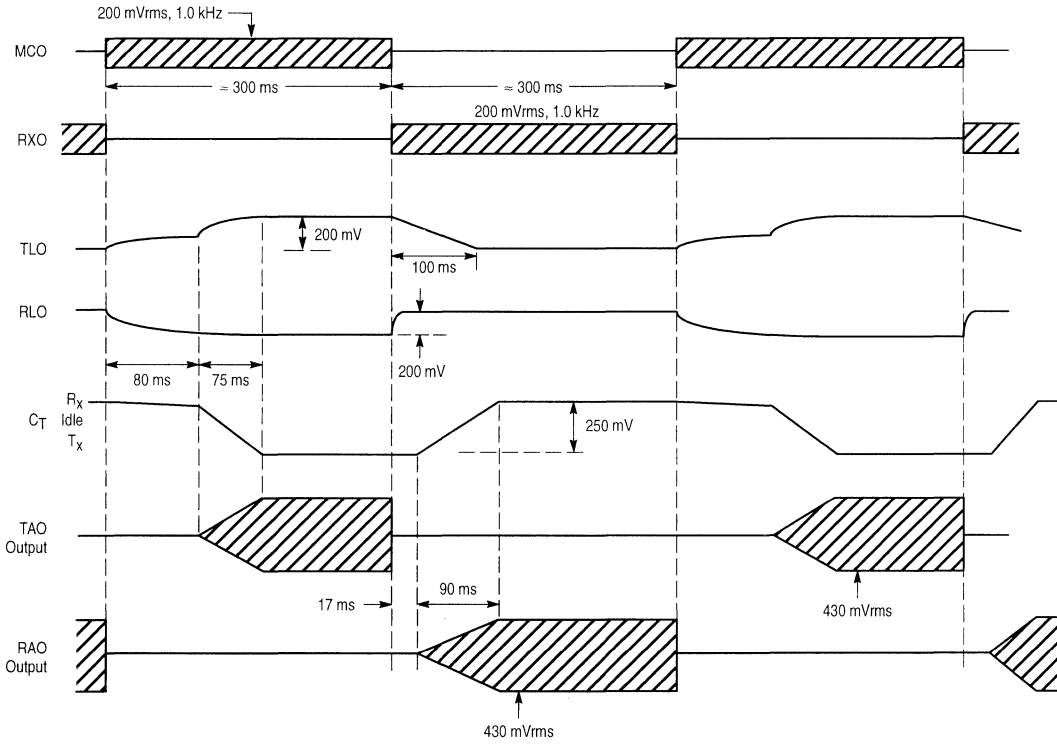 200 mVrms, 1.0 kHz
MCO
≈ 300 ms
≈ 300 ms
200 mVrms, 1.0 kHz
RXO
200 mV
TLO
100 ms
RLO
80 ms
75 ms
200 mV
RX
CT Idle
TX
250 mV
TAO
Output
90 ms
17 ms
430 mVrms
RAO
Output
430 mVrms